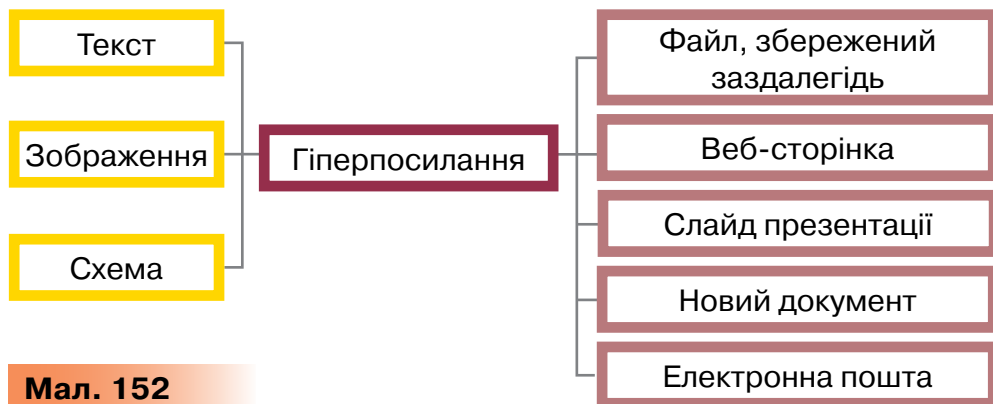 Текст
Зображення
Схема
Гіперпосилання
Файл, збережений
заздалегідь
Веб-сторінка
Слайд презентації
Новий документ
Електронна пошта
Мал. 152